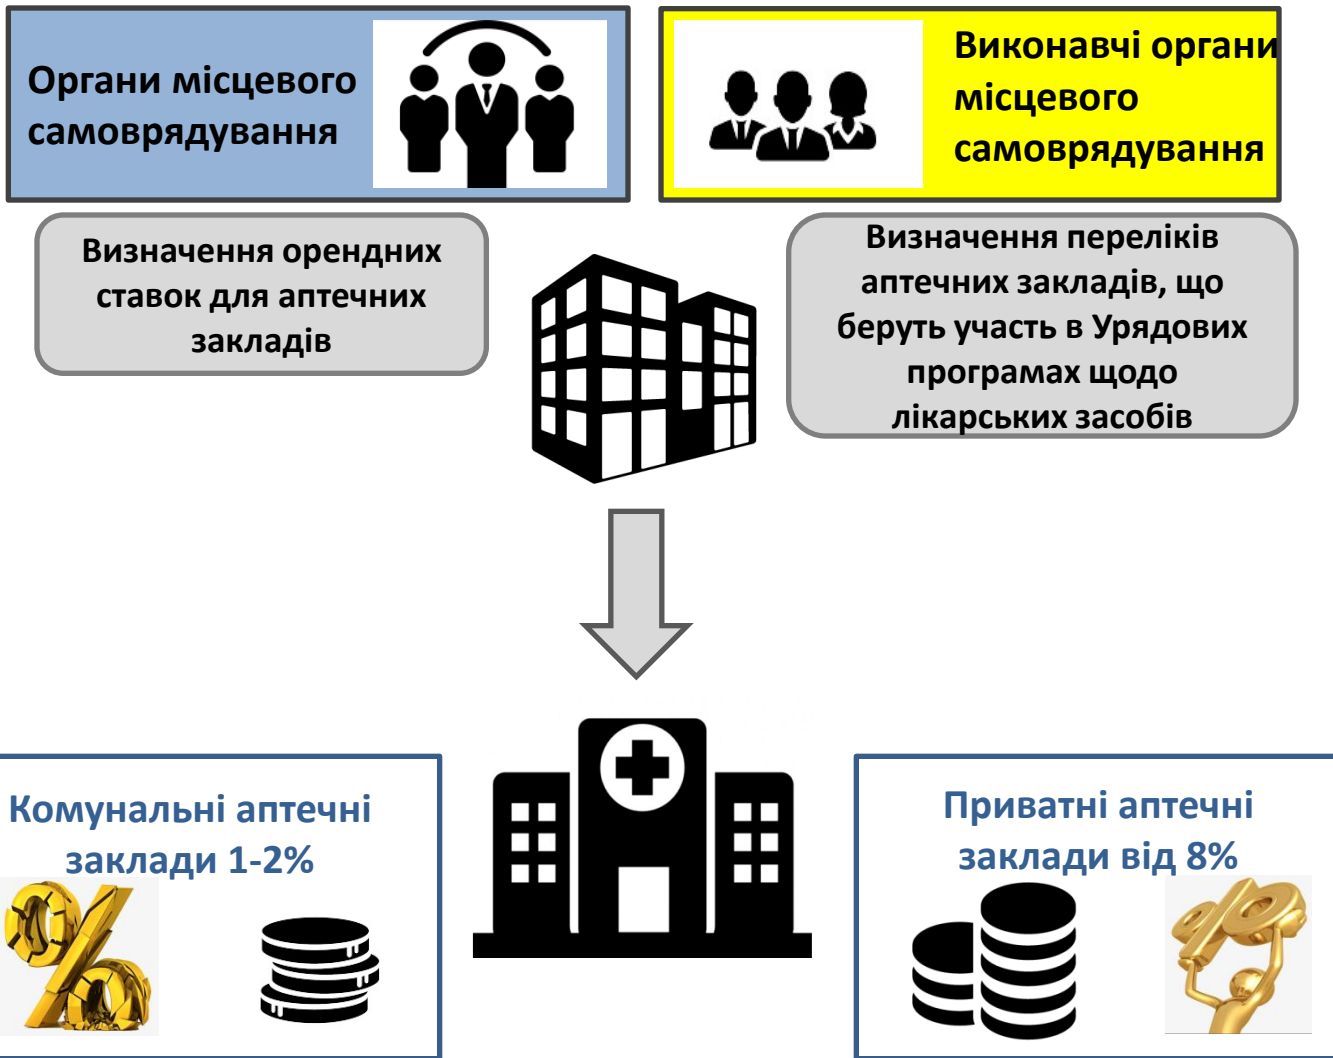 Органи місцевого
самоврядування
Виконавчі органи
місцевого
самоврядування
Визначення орендних
ставок для аптечних
закладів
Визначення переліків
аптечних закладів, що
беруть участь в Урядових
програмах щодо
лікарських засобів
Комунальні аптечні
заклади 1-2%
Приватні аптечні
заклади від 8%